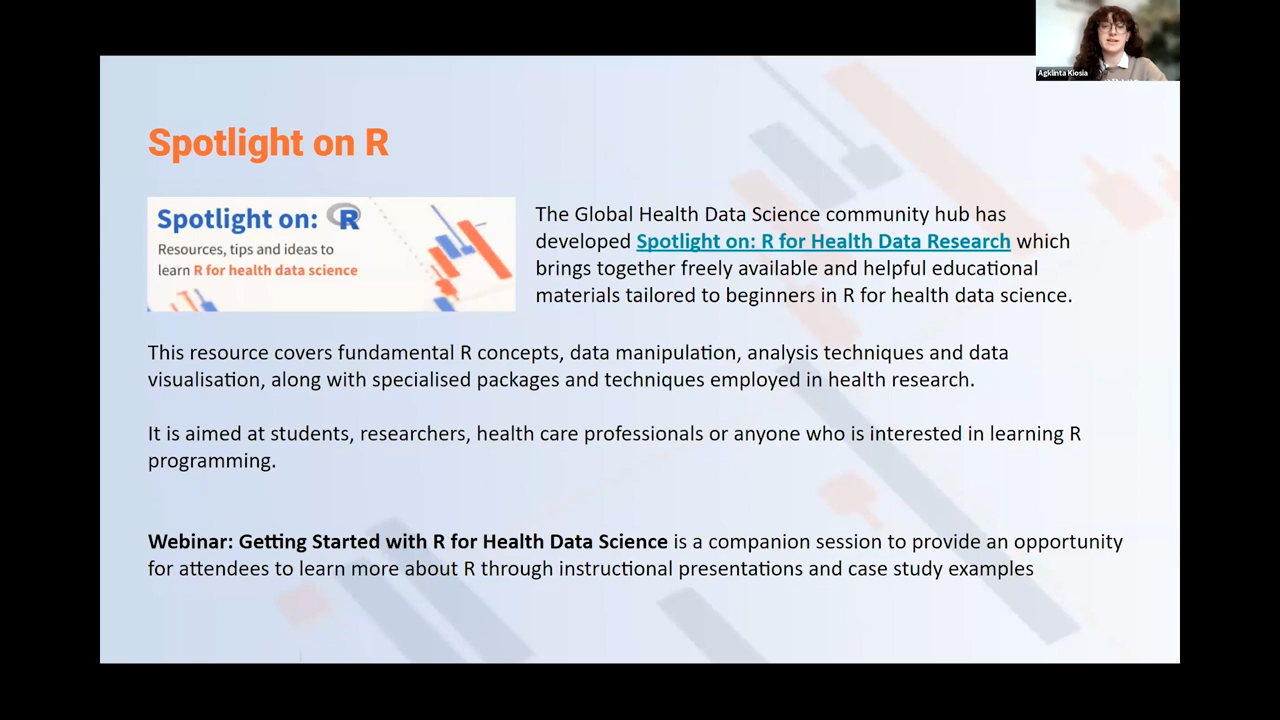 Agklinta Kiosia
Spotlight on R
Spotlight on: R
Resources, tips and ideas to
learn R for health data science
The Global Health Data Science community hub has
developed Spotlight on: R for Health Data Research which
brings together freely available and helpful educational
materials tailored to beginners in R for health data science.
This resource covers fundamental R concepts, data manipulation, analysis techniques and data
visualisation, along with specialised packages and techniques employed in health research.
It is aimed at students, researchers, health care professionals or anyone who is interested in learning R
programming.
Webinar: Getting Started with R for Health Data Science is a companion session to provide an opportunity
for attendees to learn more about R through instructional presentations and case study examples